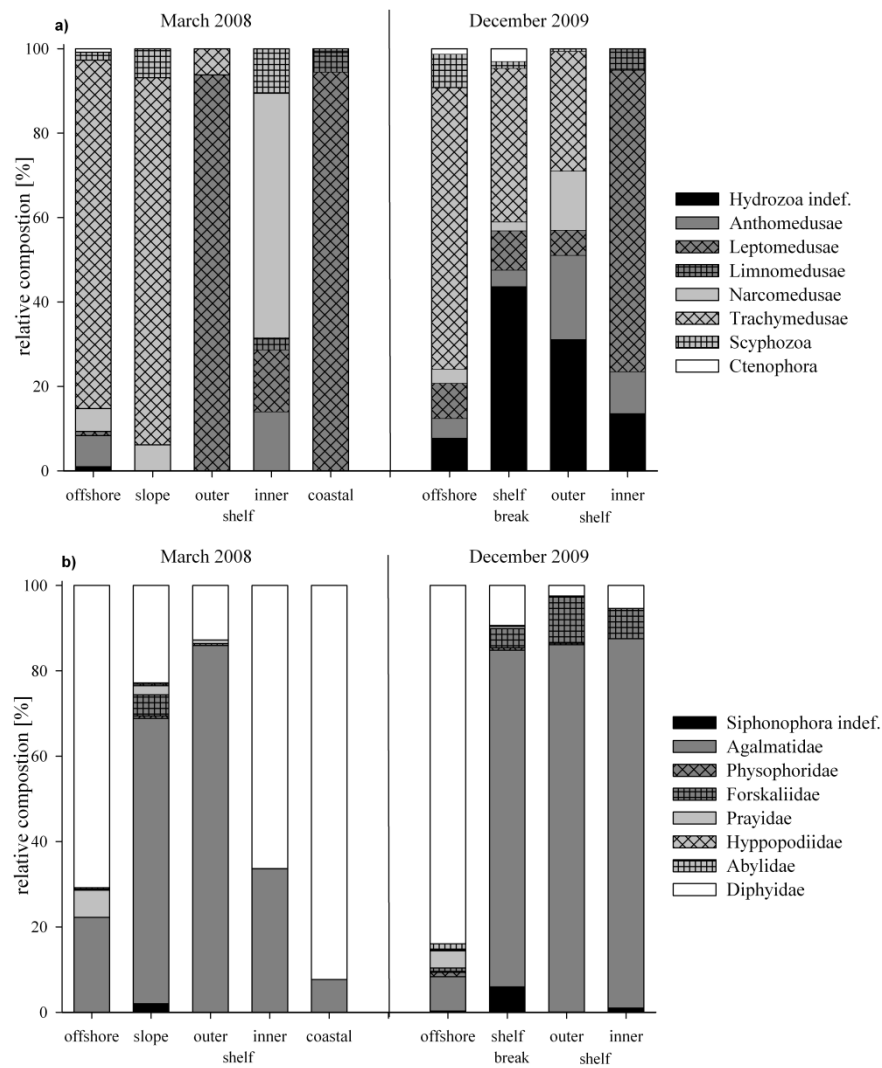 a)
March 2008
December 2009
relative compostion [%]
100
80
60
40
20
0
offshore
slope
outer
inner
coastal
shelf
offshore
shelf
break
outer
inner
shelf
Hydrozoa indef.
Anthomedusae
Leptomedusae
Limnomedusae
Narcomedusae
Trachymedusae
Scyphozoa
Ctenophora
b)
March 2008
December 2009
relative compostion [%]
100
80
60
40
20
0
offshore
slope
outer
inner
coastal
shelf
offshore
shelf
break
outer
inner
shelf
Siphonophora indef.
Agalmatidae
Physophoridae
Forskaliidae
Prayidae
Hyppopodiidae
Abylidae
Diphyidae